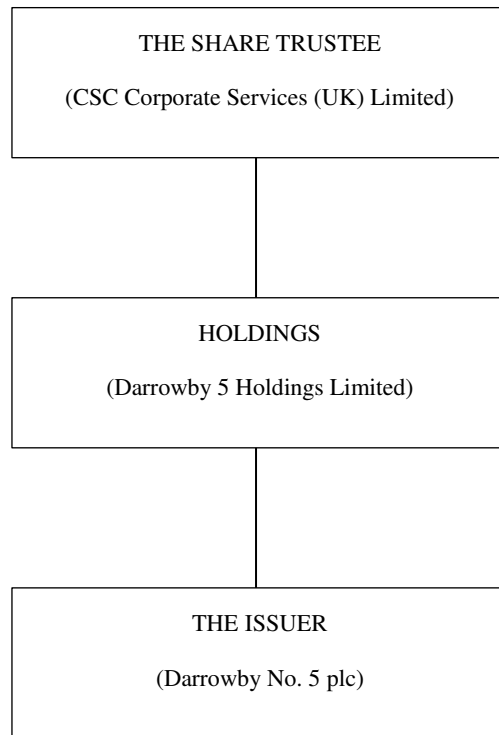 THE SHARE TRUSTEE
(CSC Corporate Services (UK) Limited)
HOLDINGS
(Darrowby 5 Holdings Limited)
THE ISSUER
(Darrowby No. 5 plc)